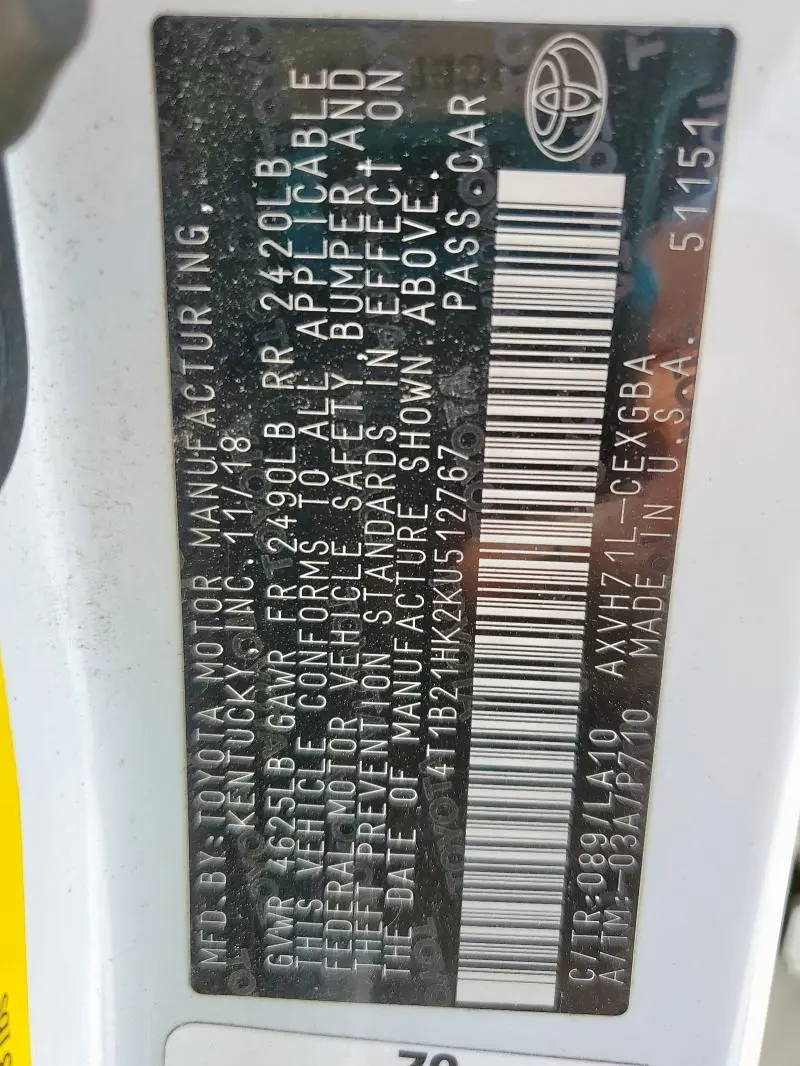 MFD.BY:TOYOTA MOTOR MANUFACTURING,
KENTUCKY, INC. 11/18
GVWR 4625LB GAWR FR 2490LB RR 2420LB
THIS VEHICLE CONFORMS TO ALL APPLICABLE
FEDERAL MOTOR VEHICLE SAFETY, BUMPER, AND
THEFT PREVENTION STANDARDS IN EFFECT ON
THE DATE OF MANUFACTURE SHOWN ABOVE.
4T1B21HK2KU512767 PASS.CAR
C/TR:089/LA10 AXVH71L-CEXGBA 51151
A/TM:-03A/P710 MADE IN U.S.A.